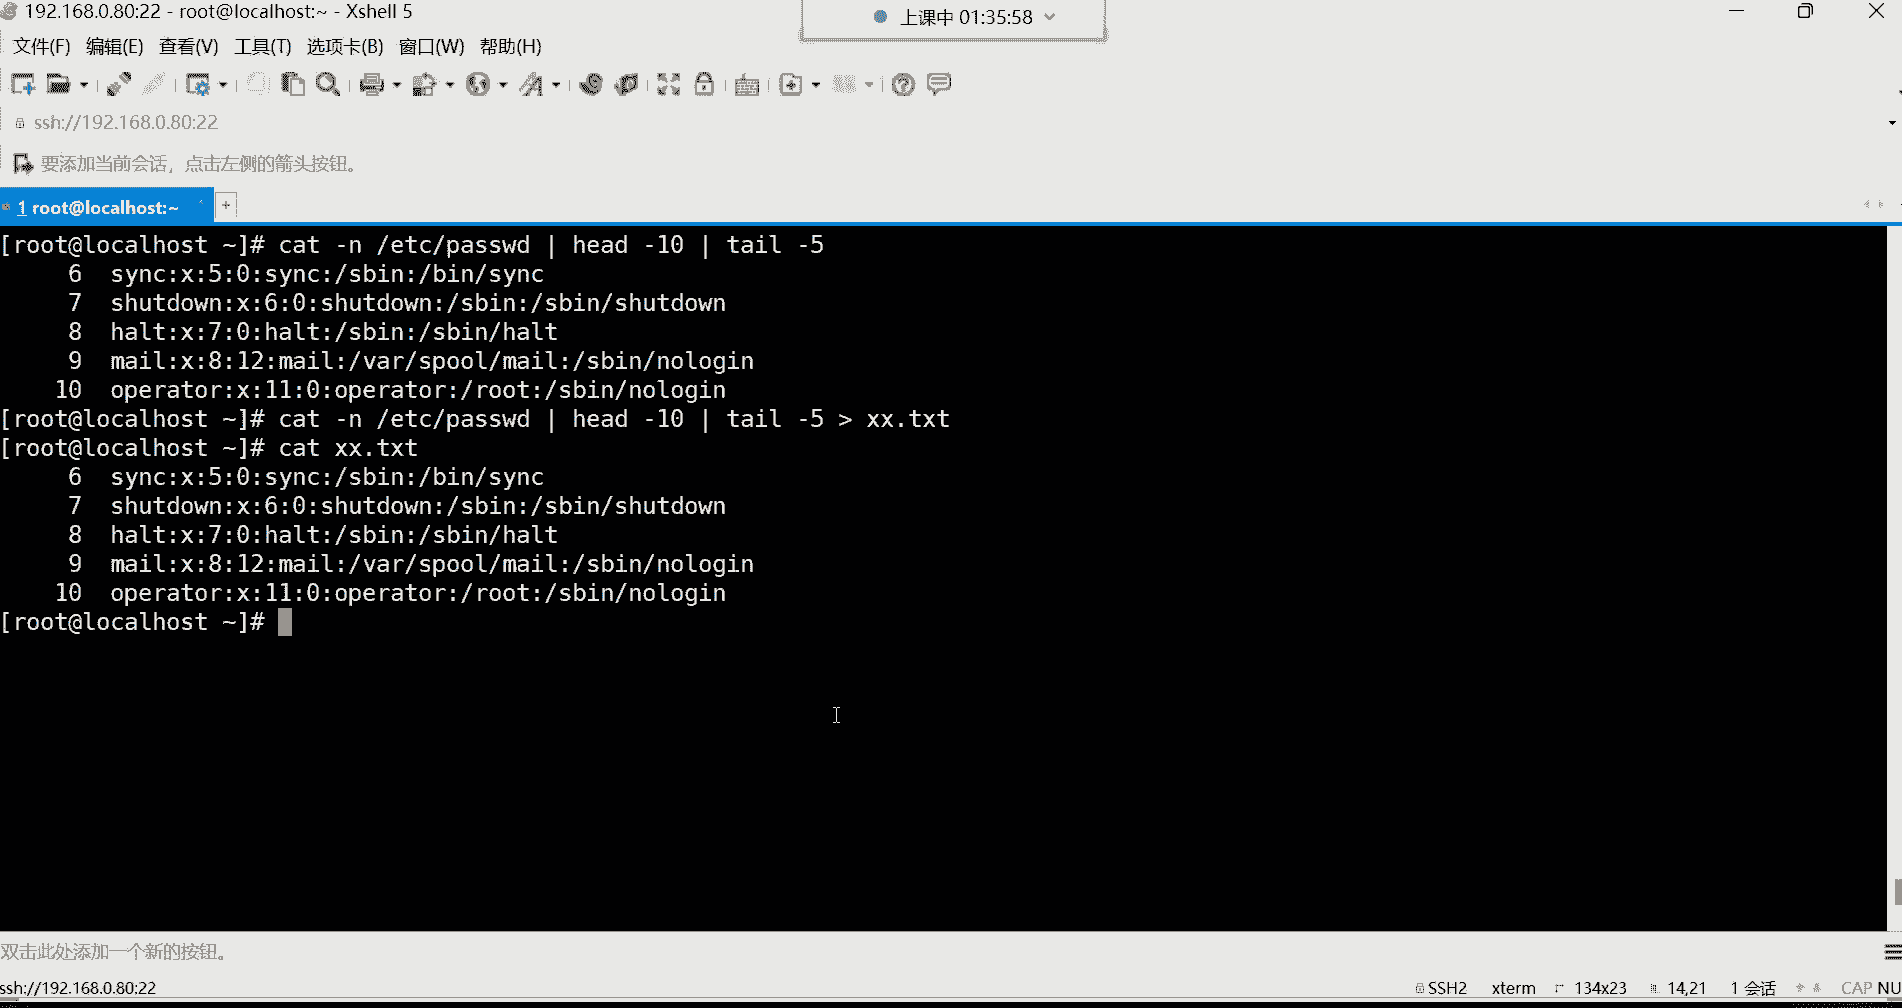 192.168.0.80:22 - root@localhost:~ - Xshell 5
上课中 01:35:58
文件(F) 编辑(E) 查看(V) 工具(T) 选项卡(B) 窗口(W) 帮助(H)
ssh://192.168.0.80:22
要添加当前会话，点击左侧的箭头按钮。
1 root@localhost:~
[root@localhost ~]# cat -n /etc/passwd | head -10 | tail -5
6 sync:x:5:0:sync:/sbin:/bin/sync
7 shutdown:x:6:0:shutdown:/sbin:/sbin/shutdown
8 halt:x:7:0:halt:/sbin:/sbin/halt
9 mail:x:8:12:mail:/var/spool/mail:/sbin/nologin
10 operator:x:11:0:operator:/root:/sbin/nologin
[root@localhost ~]# cat -n /etc/passwd | head -10 | tail -5 > xx.txt
[root@localhost ~]# cat xx.txt
6 sync:x:5:0:sync:/sbin:/bin/sync
7 shutdown:x:6:0:shutdown:/sbin:/sbin/shutdown
8 halt:x:7:0:halt:/sbin:/sbin/halt
9 mail:x:8:12:mail:/var/spool/mail:/sbin/nologin
10 operator:x:11:0:operator:/root:/sbin/nologin
[root@localhost ~]#
双击此处添加一个新的按钮。
ssh://192.168.0.80:22 SSH2 xterm 134x23 14,21 1 会话 CAP NU